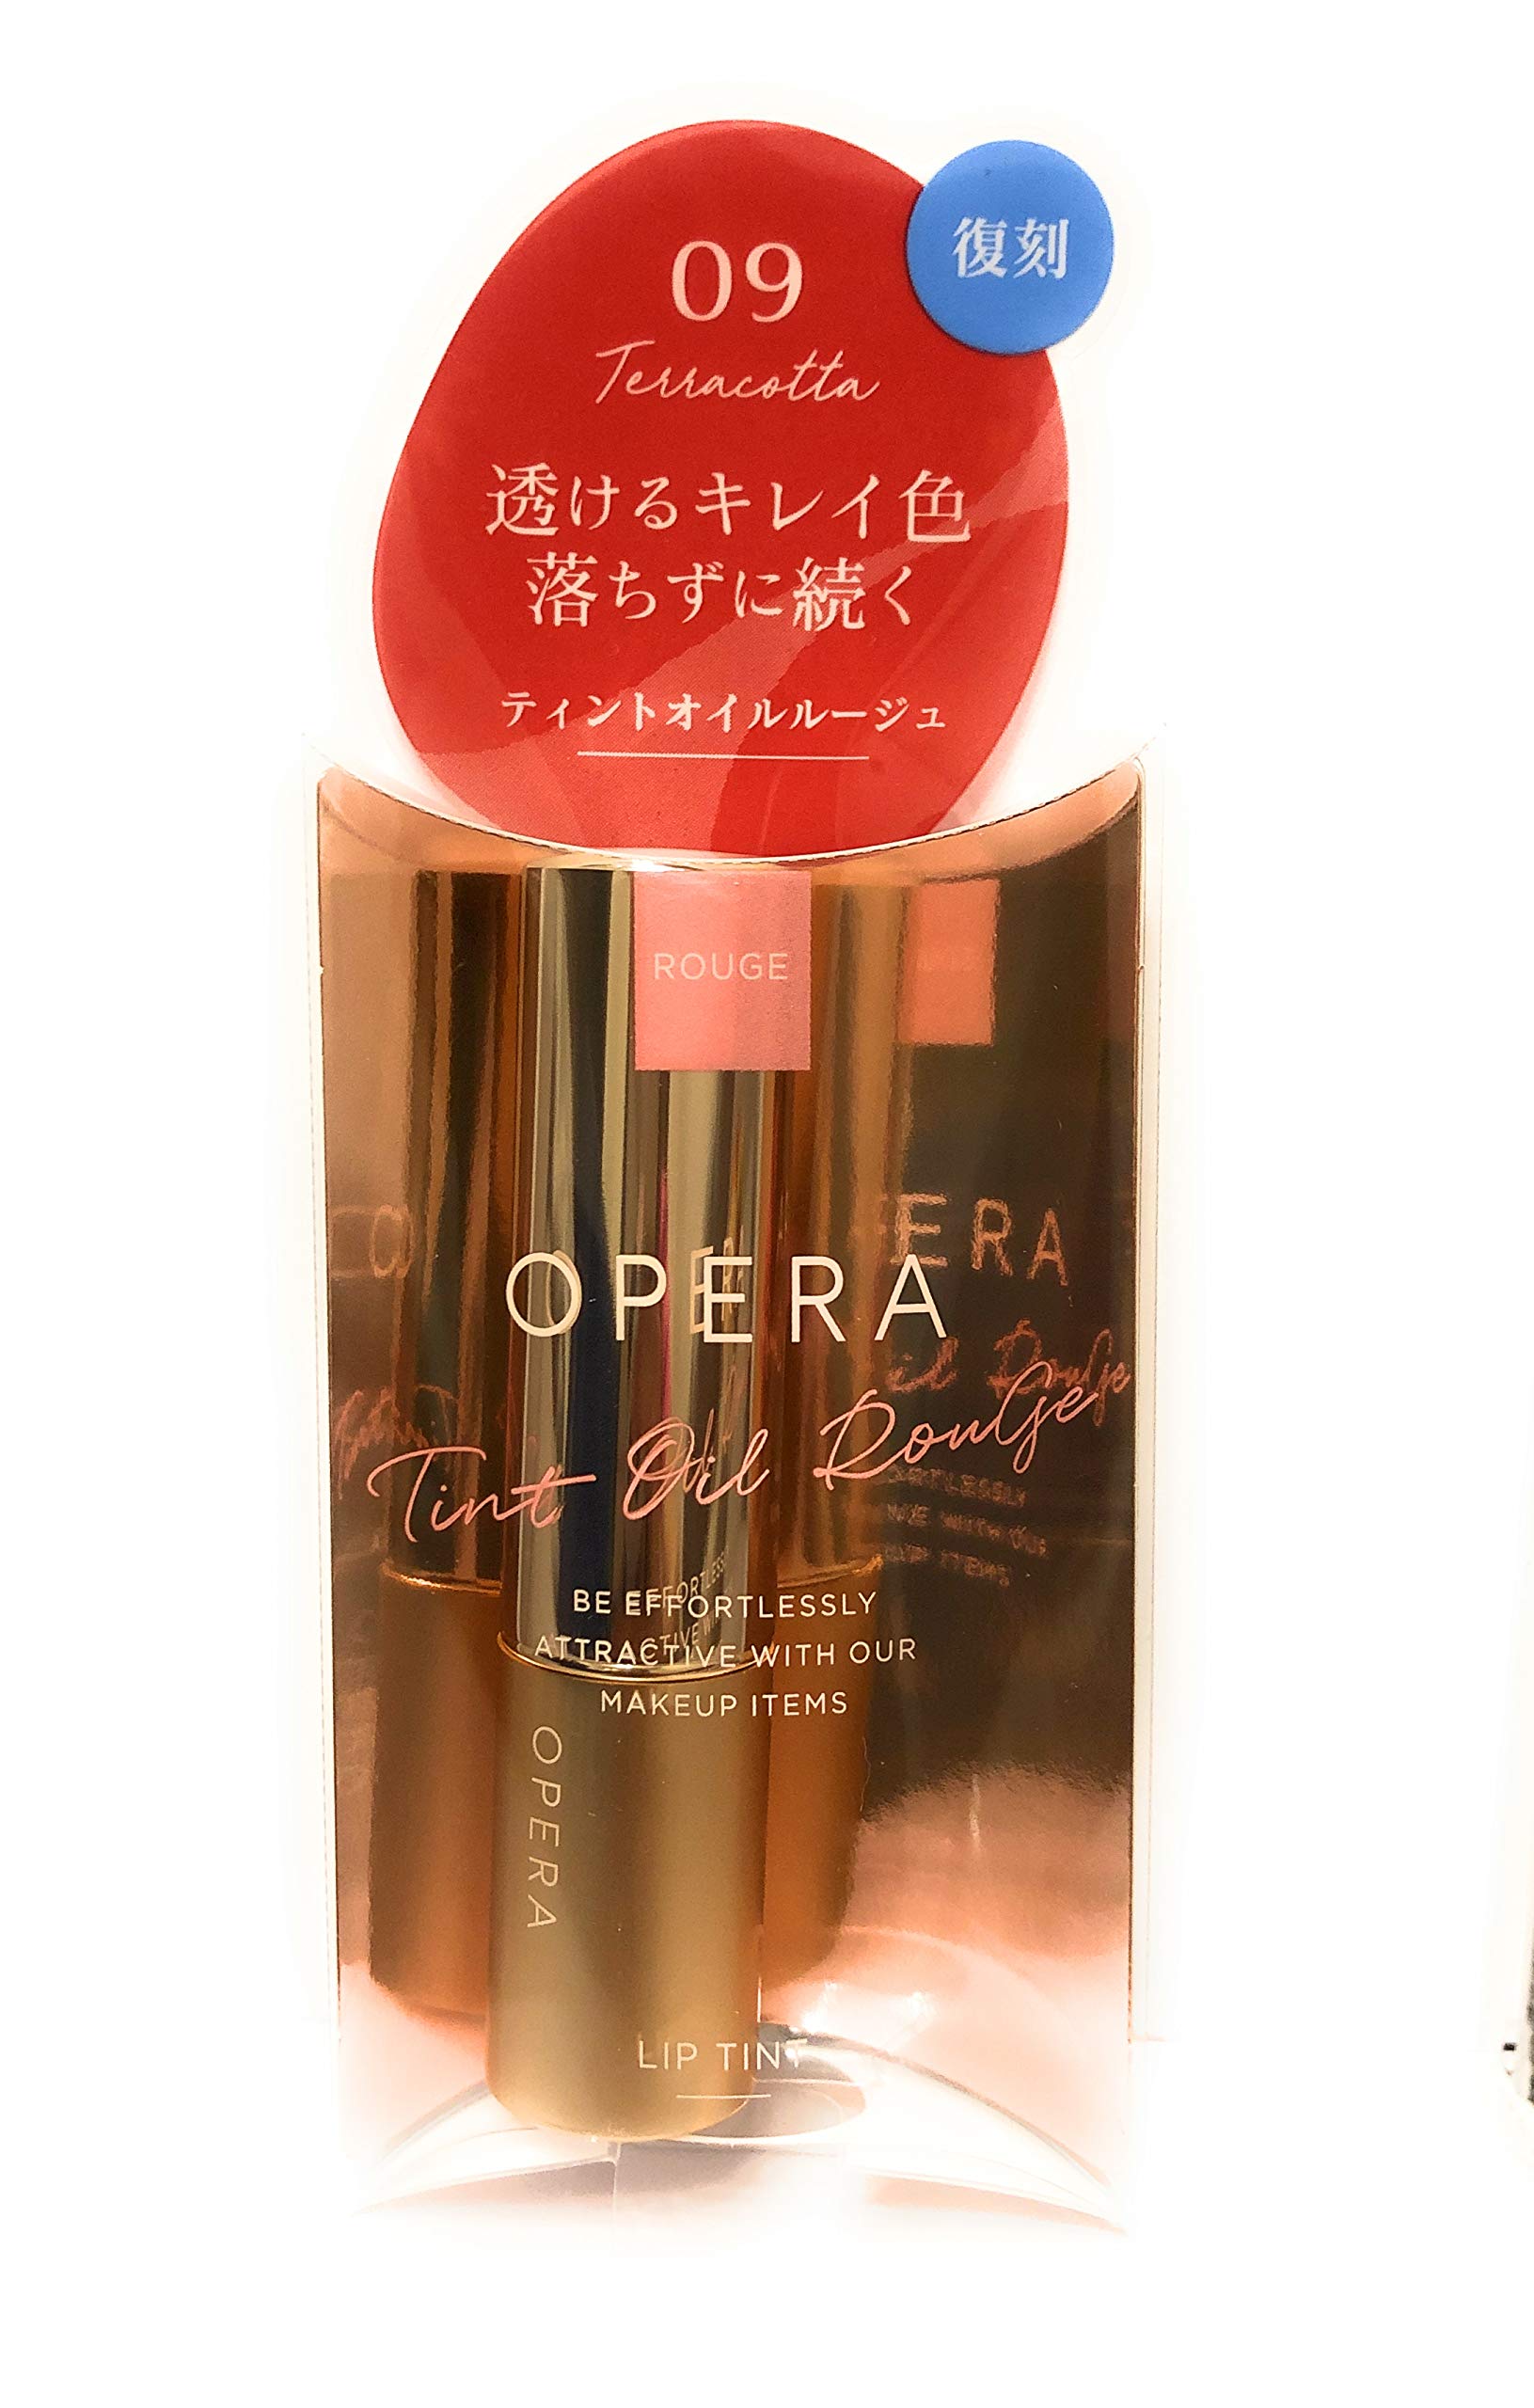 09
復刻
Terracotta
透けるキレイ色
落ちずに続く
ティントオイルルージュ
ROUGE
OPERA
Tint Oil Rouge
BE EFFORTLESSLY
ATTRACTIVE WITH OUR
MAKEUP ITEMS
OPERA
LIP TINT